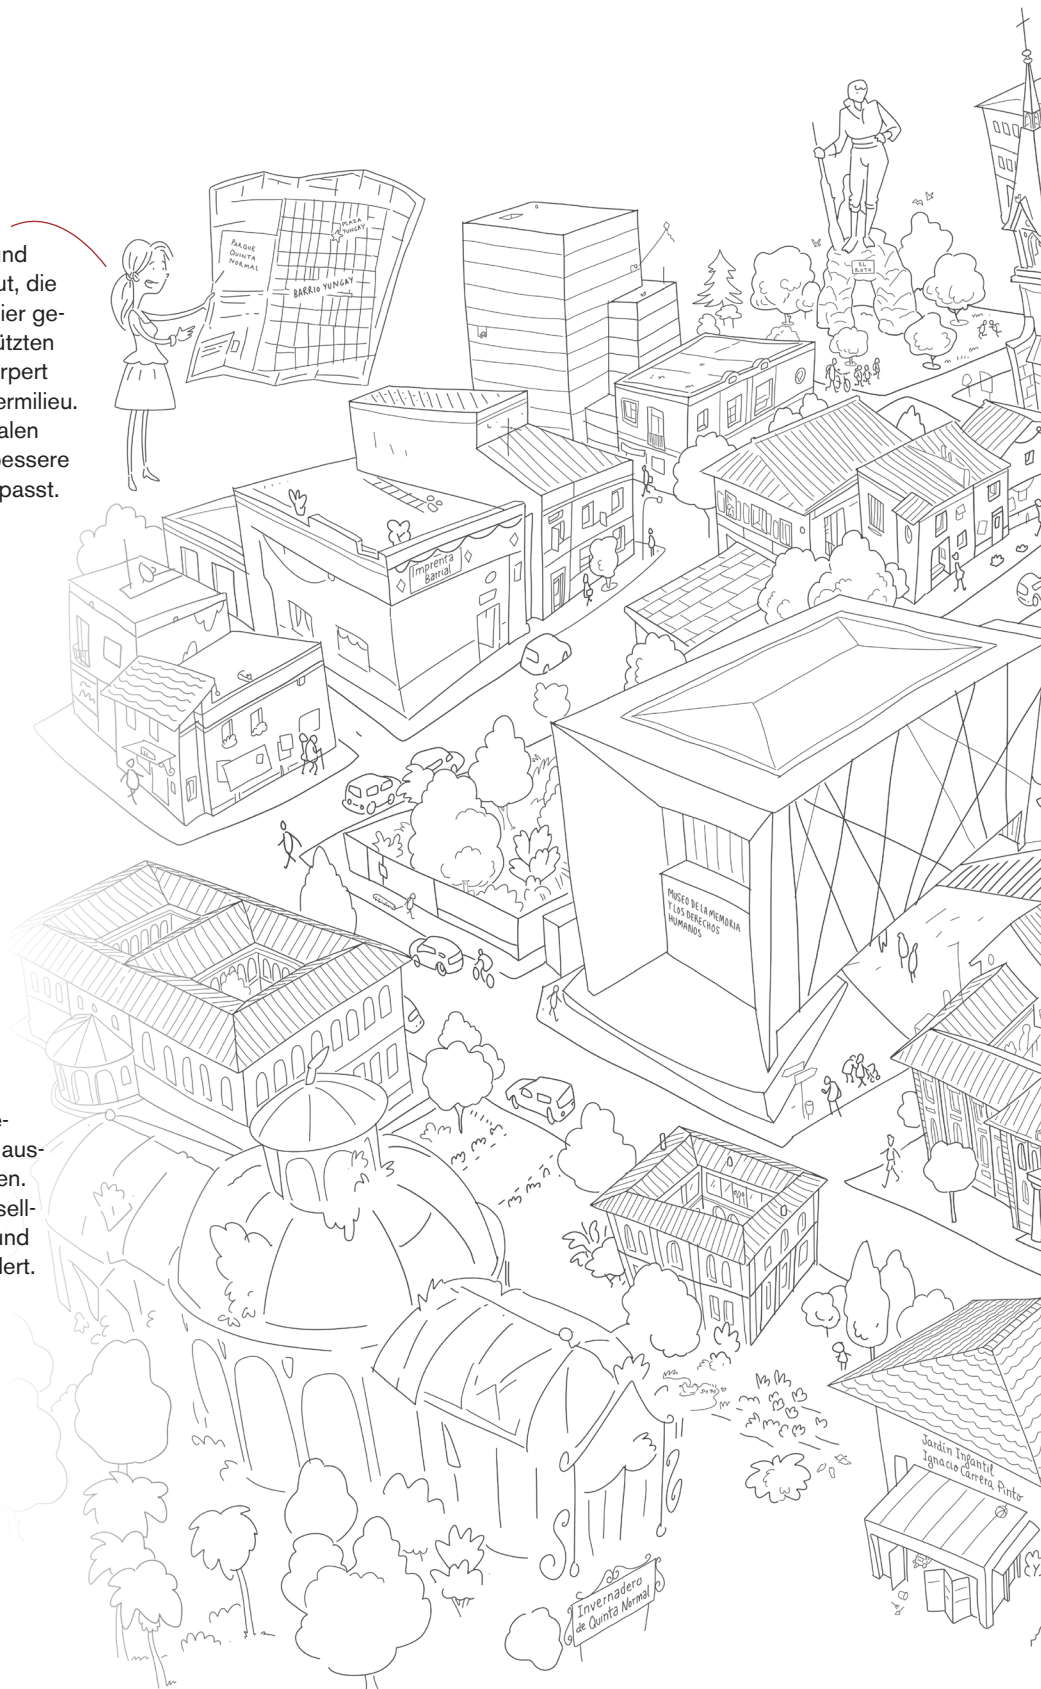 und
ut, die
ier ge-
ützten
rpert
ermilieu.
alen
bessere
passt.
PARQUE
QUINTA
NORMAL
PLAZA
YUNGAY
BARRIO YUNGAY
EL
ROTO
Imprenta
Barrial
MUSEO DE LA MEMORIA
Y LOS DERECHOS
HUMANOS
e-
aus-
en.
sell-
und
dert.
Jardín Infantil
Ignacio Carrera Pinto
Invernadero
de Quinta Normal